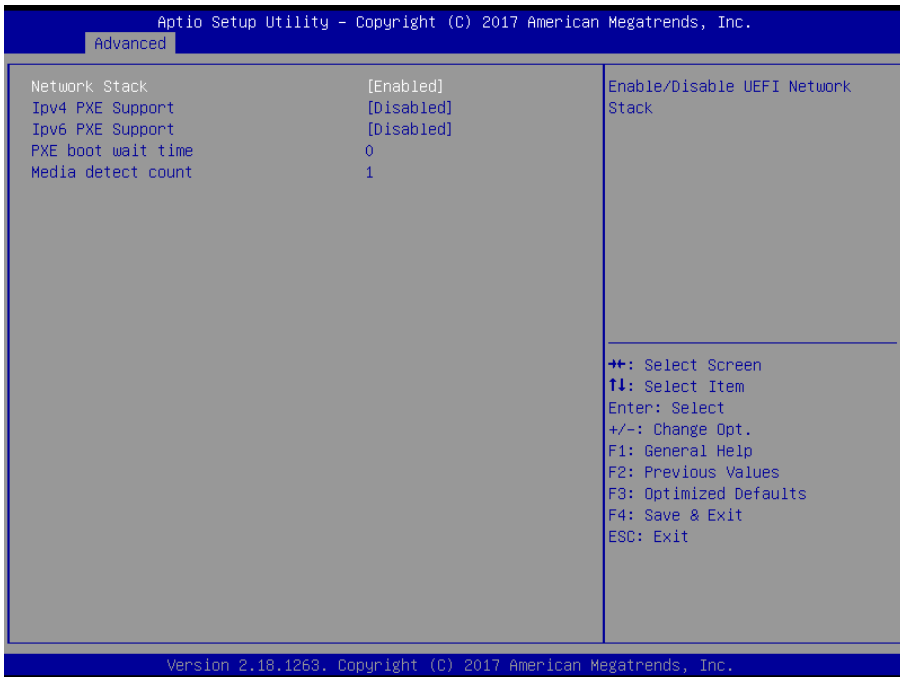 Aptio Setup Utility – Copyright (C) 2017 American Megatrends, Inc.
Advanced
Network Stack [Enabled]
Ipv4 PXE Support [Disabled]
Ipv6 PXE Support [Disabled]
PXE boot wait time 0
Media detect count 1
Enable/Disable UEFI Network
Stack
→←: Select Screen
↑↓: Select Item
Enter: Select
+/-: Change Opt.
F1: General Help
F2: Previous Values
F3: Optimized Defaults
F4: Save & Exit
ESC: Exit
Version 2.18.1263. Copyright (C) 2017 American Megatrends, Inc.